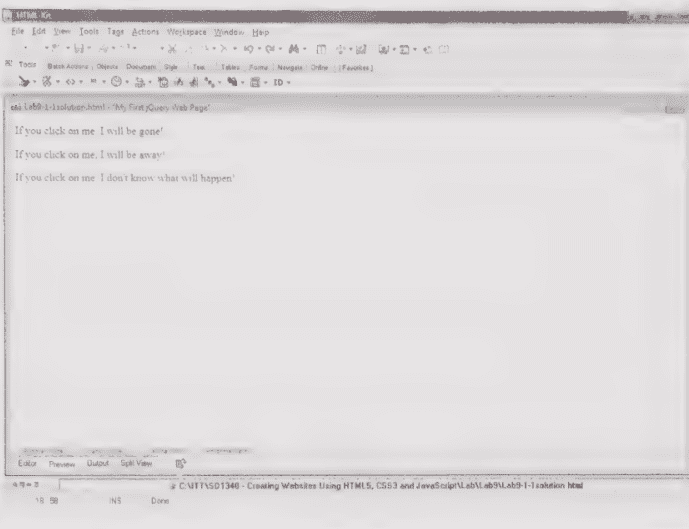 HTML-Kit
File Edit View Tools Tags Actions Workspace Window Help
Tools Batch Actions Objects Document Style Text Tables Forms Navigate Online [Favorites]
ID
Lab9-1-1solution.html - "My First jQuery Web Page"
If you click on me, I will be gone!
If you click on me, I will be away!
If you click on me, I don't know what will happen!
Editor Preview Output Split View
C:\ITT\SD1340 - Creating Websites Using HTML5, CSS3 and JavaScript\Lab\Lab9\Lab9-1-1solution.html
18 58 INS Done